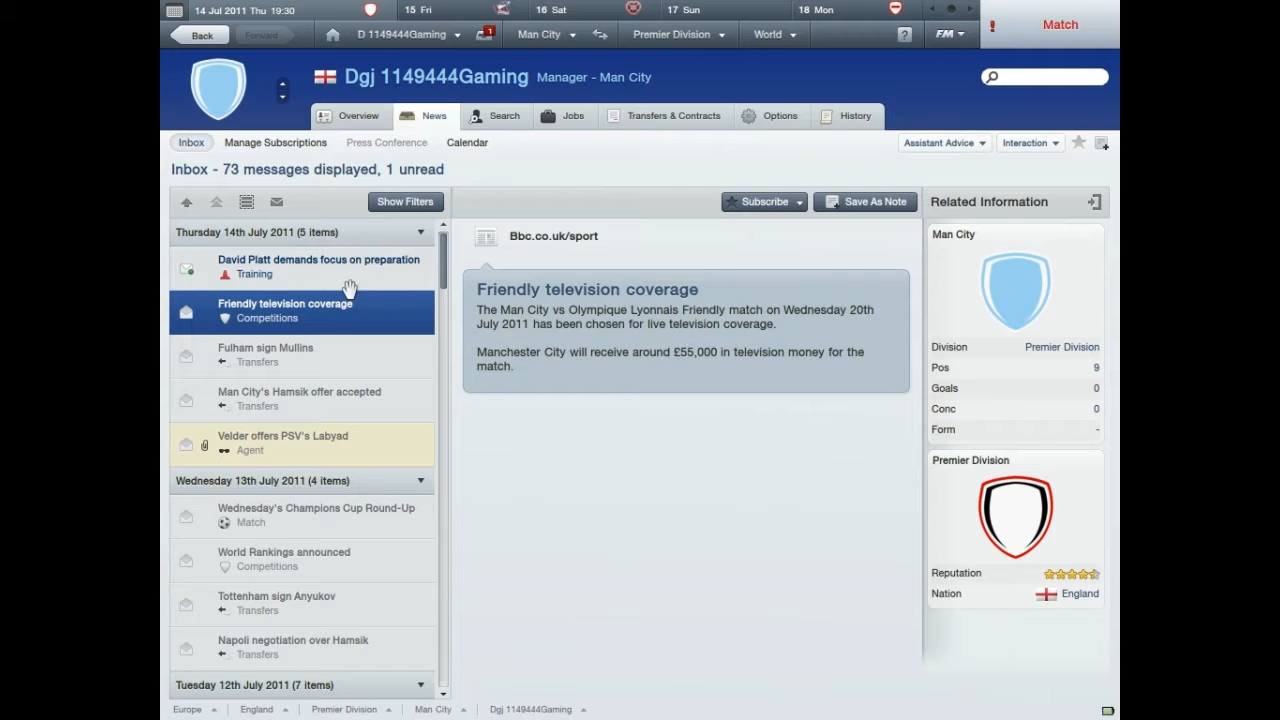 14 Jul 2011 Thu 19:30
15 Fri
16 Sat
17 Sun
18 Mon
Back
Forward
D 1149444Gaming
1
Man City
Premier Division
World
?
FM
! Match
Dgj 1149444Gaming Manager - Man City
Overview
News
Search
Jobs
Transfers & Contracts
Options
History
Inbox
Manage Subscriptions
Press Conference
Calendar
Assistant Advice
Interaction
Inbox - 73 messages displayed, 1 unread
Show Filters
Thursday 14th July 2011 (5 items)
David Platt demands focus on preparation
Training
Friendly television coverage
Competitions
Fulham sign Mullins
Transfers
Man City's Hamsik offer accepted
Transfers
Velder offers PSV's Labyad
Agent
Wednesday 13th July 2011 (4 items)
Wednesday's Champions Cup Round-Up
Match
World Rankings announced
Competitions
Tottenham sign Anyukov
Transfers
Napoli negotiation over Hamsik
Transfers
Tuesday 12th July 2011 (7 items)
Subscribe
Save As Note
Bbc.co.uk/sport
Friendly television coverage
The Man City vs Olympique Lyonnais Friendly match on Wednesday 20th
July 2011 has been chosen for live television coverage.
Manchester City will receive around £55,000 in television money for the
match.
Related Information
Man City
Division Premier Division
Pos 9
Goals 0
Conc 0
Form -
Premier Division
Reputation
Nation England
Europe
England
Premier Division
Man City
Dgj 1149444Gaming